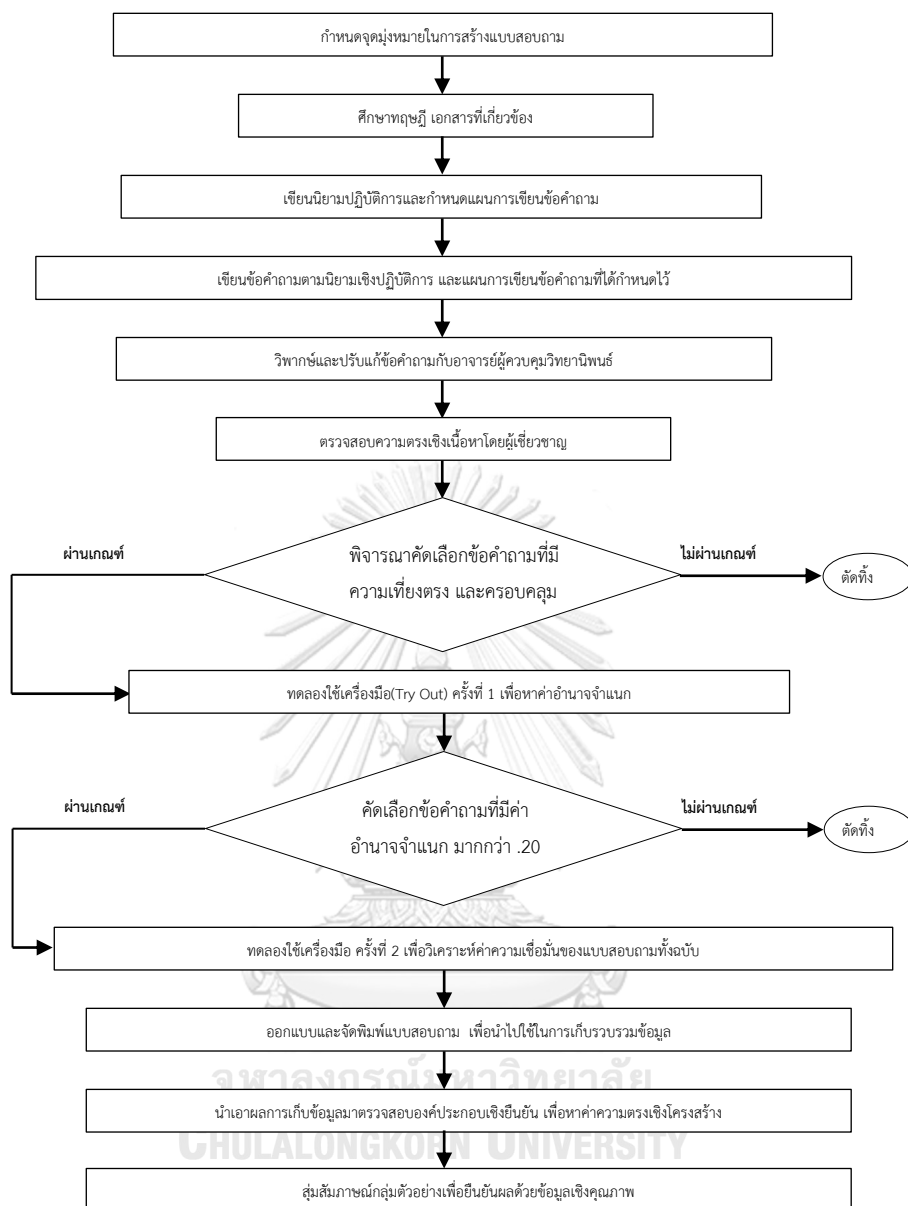 กำหนดจุดมุ่งหมายในการสร้างแบบสอบถาม
ศึกษาทฤษฎี เอกสารที่เกี่ยวข้อง
เขียนนิยามปฏิบัติการและกำหนดแผนการเขียนข้อคำถาม
เขียนข้อคำถามตามนิยามเชิงปฏิบัติการ และแผนการเขียนข้อคำถามที่ได้กำหนดไว้
วิพากษ์และปรับแก้ข้อคำถามกับอาจารย์ผู้ควบคุมวิทยานิพนธ์
ตรวจสอบความตรงเชิงเนื้อหาโดยผู้เชี่ยวชาญ
ผ่านเกณฑ์
พิจารณาคัดเลือกข้อคำถามที่มี
ความเที่ยงตรง และครอบคลุม
ไม่ผ่านเกณฑ์
ตัดทิ้ง
ทดลองใช้เครื่องมือ(Try Out) ครั้งที่ 1 เพื่อหาค่าอำนาจจำแนก
ผ่านเกณฑ์
คัดเลือกข้อคำถามที่มีค่า
อำนาจจำแนก มากกว่า .20
ไม่ผ่านเกณฑ์
ตัดทิ้ง
ทดลองใช้เครื่องมือ ครั้งที่ 2 เพื่อวิเคราะห์ค่าความเชื่อมั่นของแบบสอบถามทั้งฉบับ
ออกแบบและจัดพิมพ์แบบสอบถาม เพื่อนำไปใช้ในการเก็บรวบรวมข้อมูล
จุฬาลงกรณ์มหาวิทยาลัย
นำเอาผลการเก็บข้อมูลมาตรวจสอบองค์ประกอบเชิงยืนยัน เพื่อหาค่าความตรงเชิงโครงสร้าง
CHULALONGKORN UNIVERSITY
สุ่มสัมภาษณ์กลุ่มตัวอย่างเพื่อยืนยันผลด้วยข้อมูลเชิงคุณภาพ